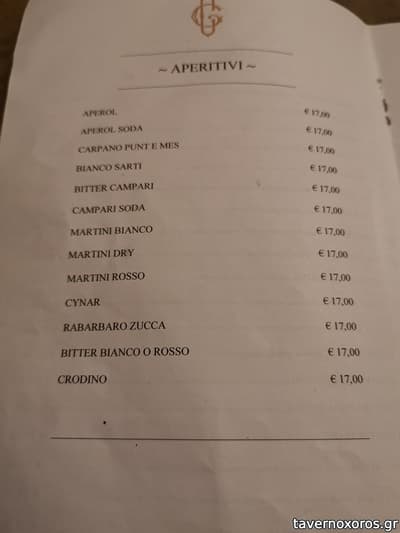 ~ APERITIVI ~
APEROL € 17,00
APEROL SODA € 17,00
CARPANO PUNT E MES € 17,00
BIANCO SARTI € 17,00
BITTER CAMPARI € 17,00
CAMPARI SODA € 17,00
MARTINI BIANCO € 17,00
MARTINI DRY € 17,00
MARTINI ROSSO € 17,00
CYNAR € 17,00
RABARBARO ZUCCA € 17,00
BITTER BIANCO O ROSSO € 17,00
CRODINO € 17,00
tavernoxoros.gr